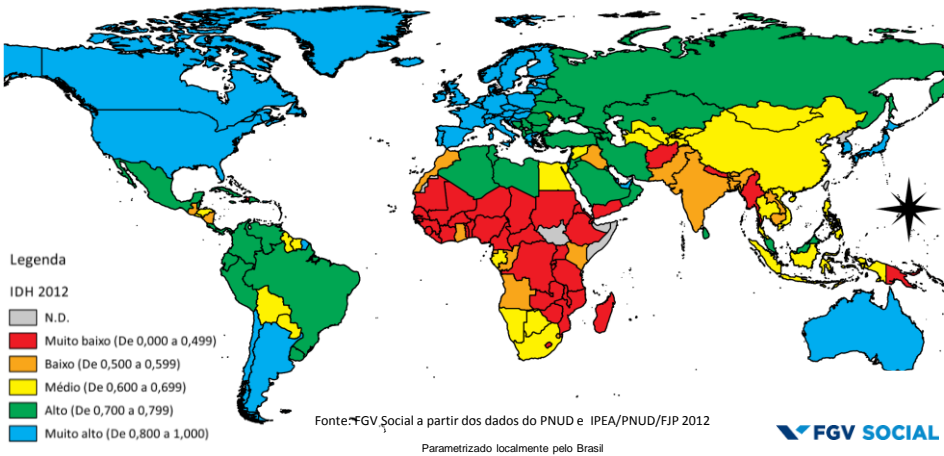 Legenda
IDH 2012
N.D.
Muito baixo (De 0,000 a 0,499)
Baixo (De 0,500 a 0,599)
Médio (De 0,600 a 0,699)
Alto (De 0,700 a 0,799)
Muito alto (De 0,800 a 1,000)
Fonte: FGV Social a partir dos dados do PNUD e IPEA/PNUD/FJP 2012
Parametrizado localmente pelo Brasil
FGV SOCIAL